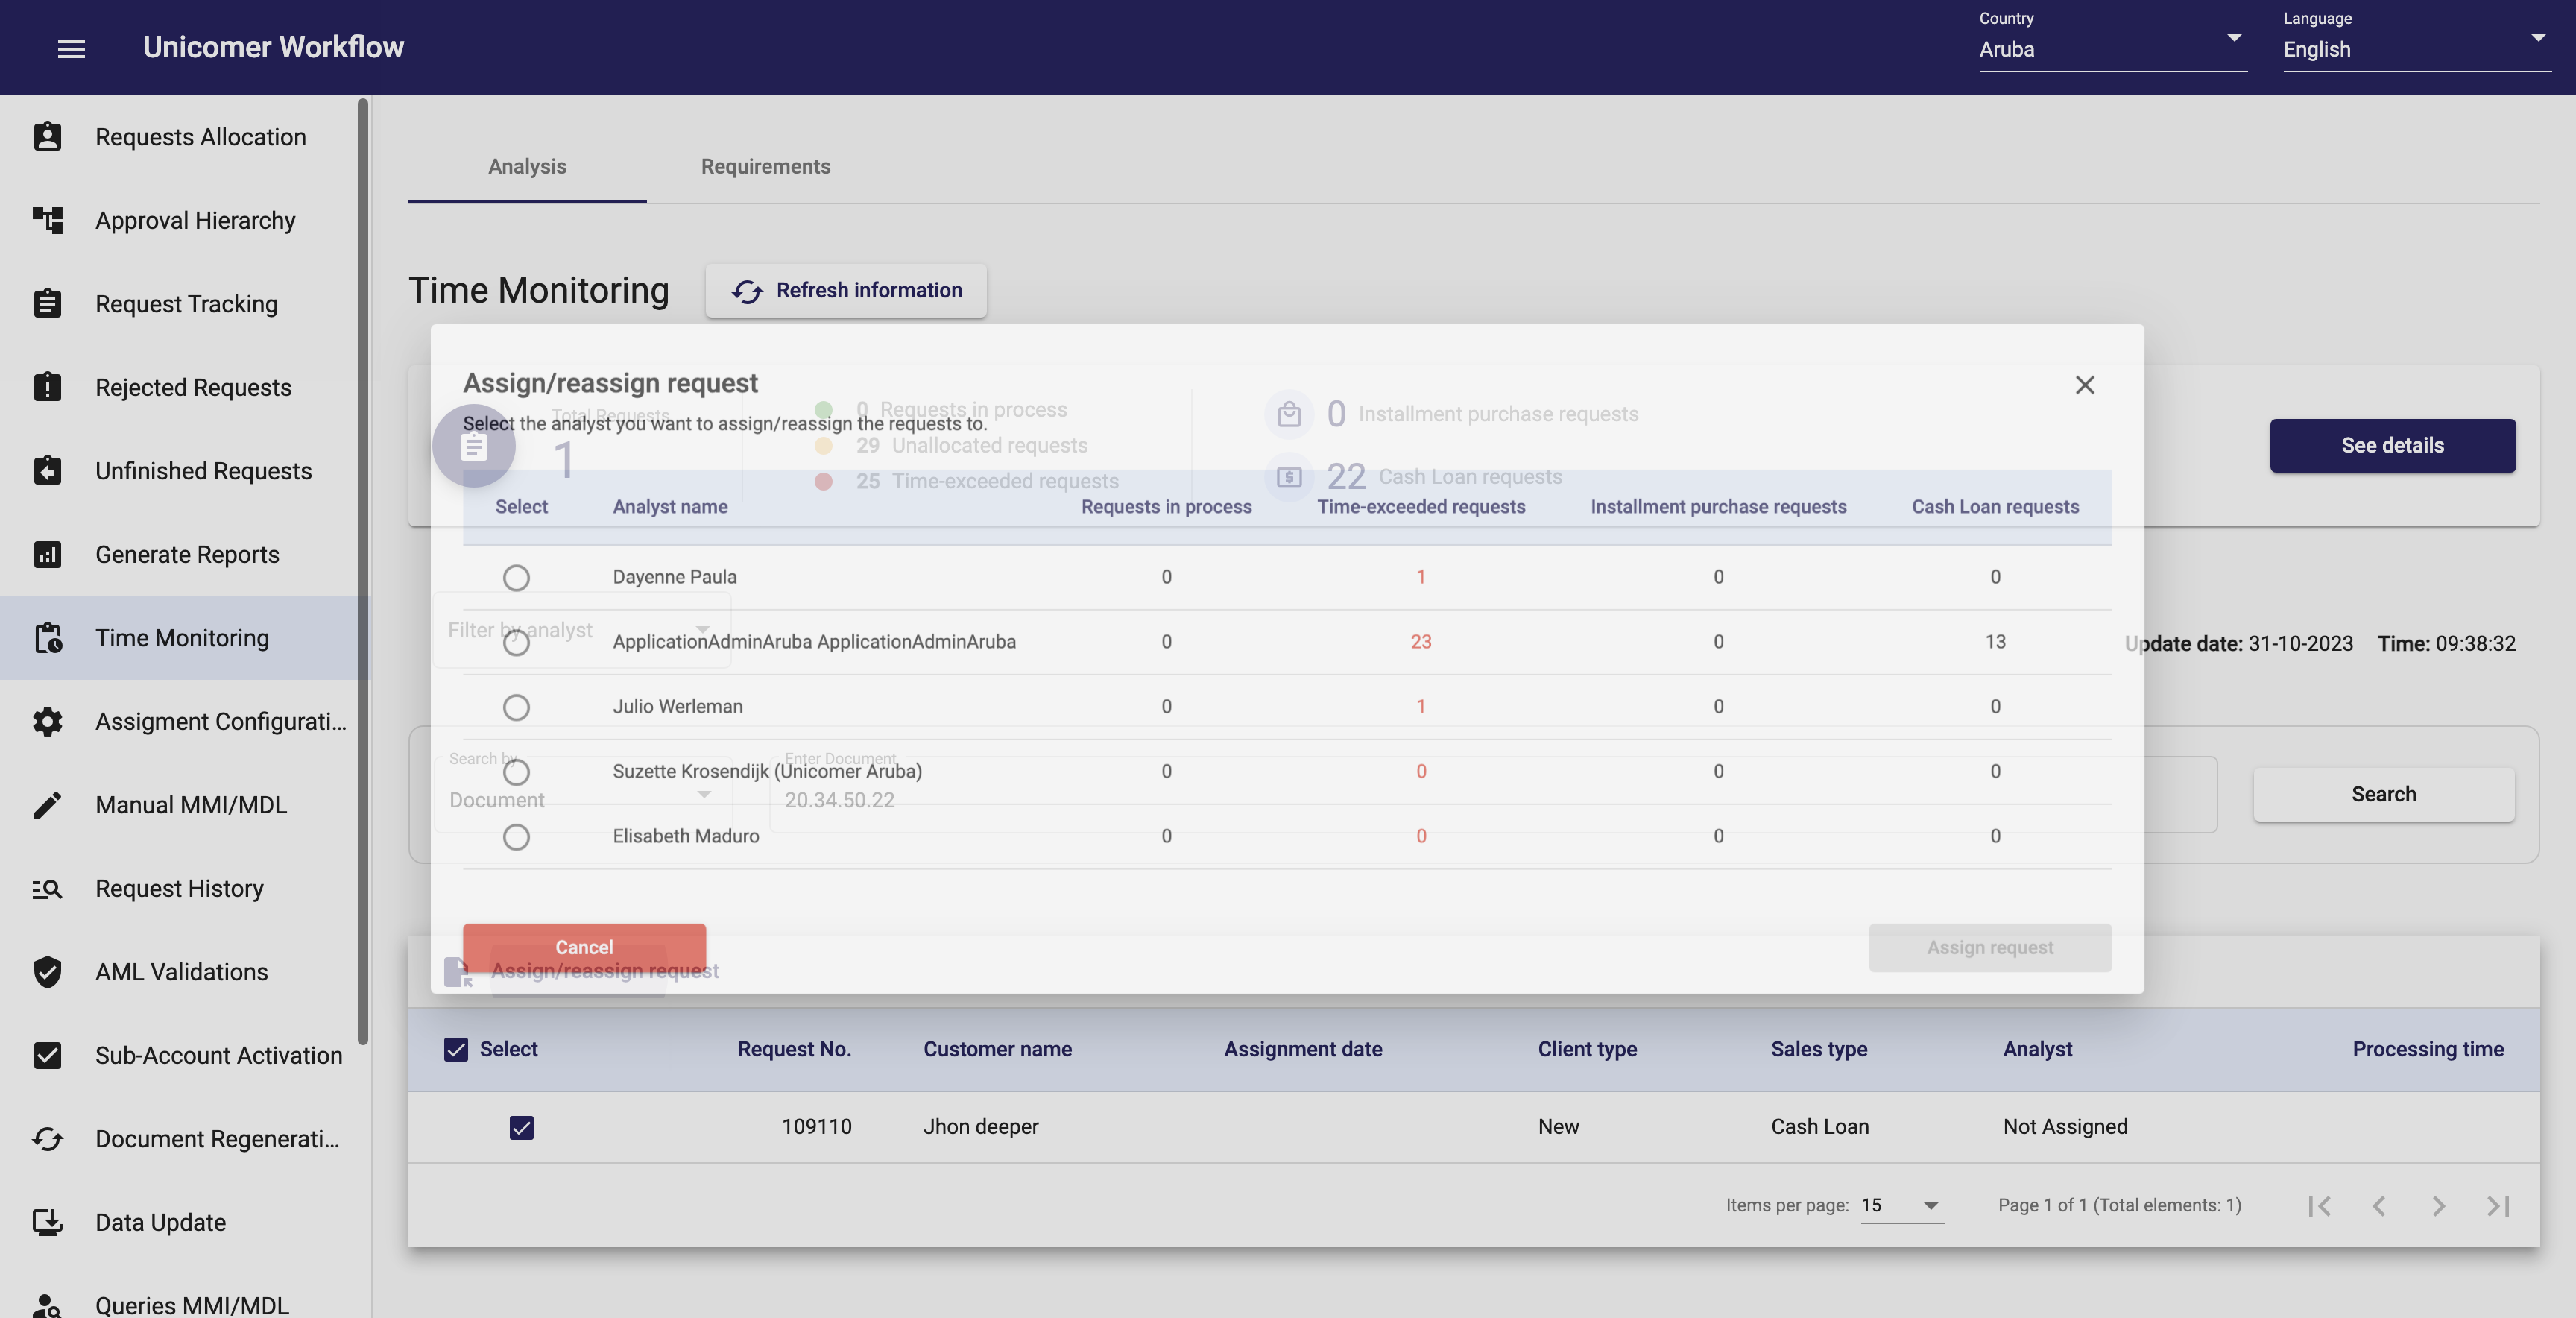 Unicomer Workflow
Country
Aruba
Language
English
Requests Allocation
Approval Hierarchy
Request Tracking
Rejected Requests
Unfinished Requests
Generate Reports
Time Monitoring
Assigment Configurati...
Manual MMI/MDL
Request History
AML Validations
Sub-Account Activation
Document Regenerati...
Data Update
Queries MMI/MDL
Analysis Requirements
Time Monitoring Refresh information
Assign/reassign request
Select the analyst you want to assign/reassign the requests to.
Total Requests
1
0 Requests in process
29 Unallocated requests
25 Time-exceeded requests
0 Installment purchase requests
22 Cash Loan requests
See details
Select Analyst name Requests in process Time-exceeded requests Installment purchase requests Cash Loan requests
Dayenne Paula 0 1 0 0
ApplicationAdminAruba ApplicationAdminAruba 0 23 0 13
Julio Werleman 0 1 0 0
Suzette Krosendijk (Unicomer Aruba) 0 0 0 0
Elisabeth Maduro 0 0 0 0
Filter by analyst
Update date: 31-10-2023 Time: 09:38:32
Search by
Document
Enter Document
20.34.50.22
Search
Cancel
Assign request
Assign/reassign request
Select Request No. Customer name Assignment date Client type Sales type Analyst Processing time
109110 Jhon deeper New Cash Loan Not Assigned
Items per page: 15 Page 1 of 1 (Total elements: 1)